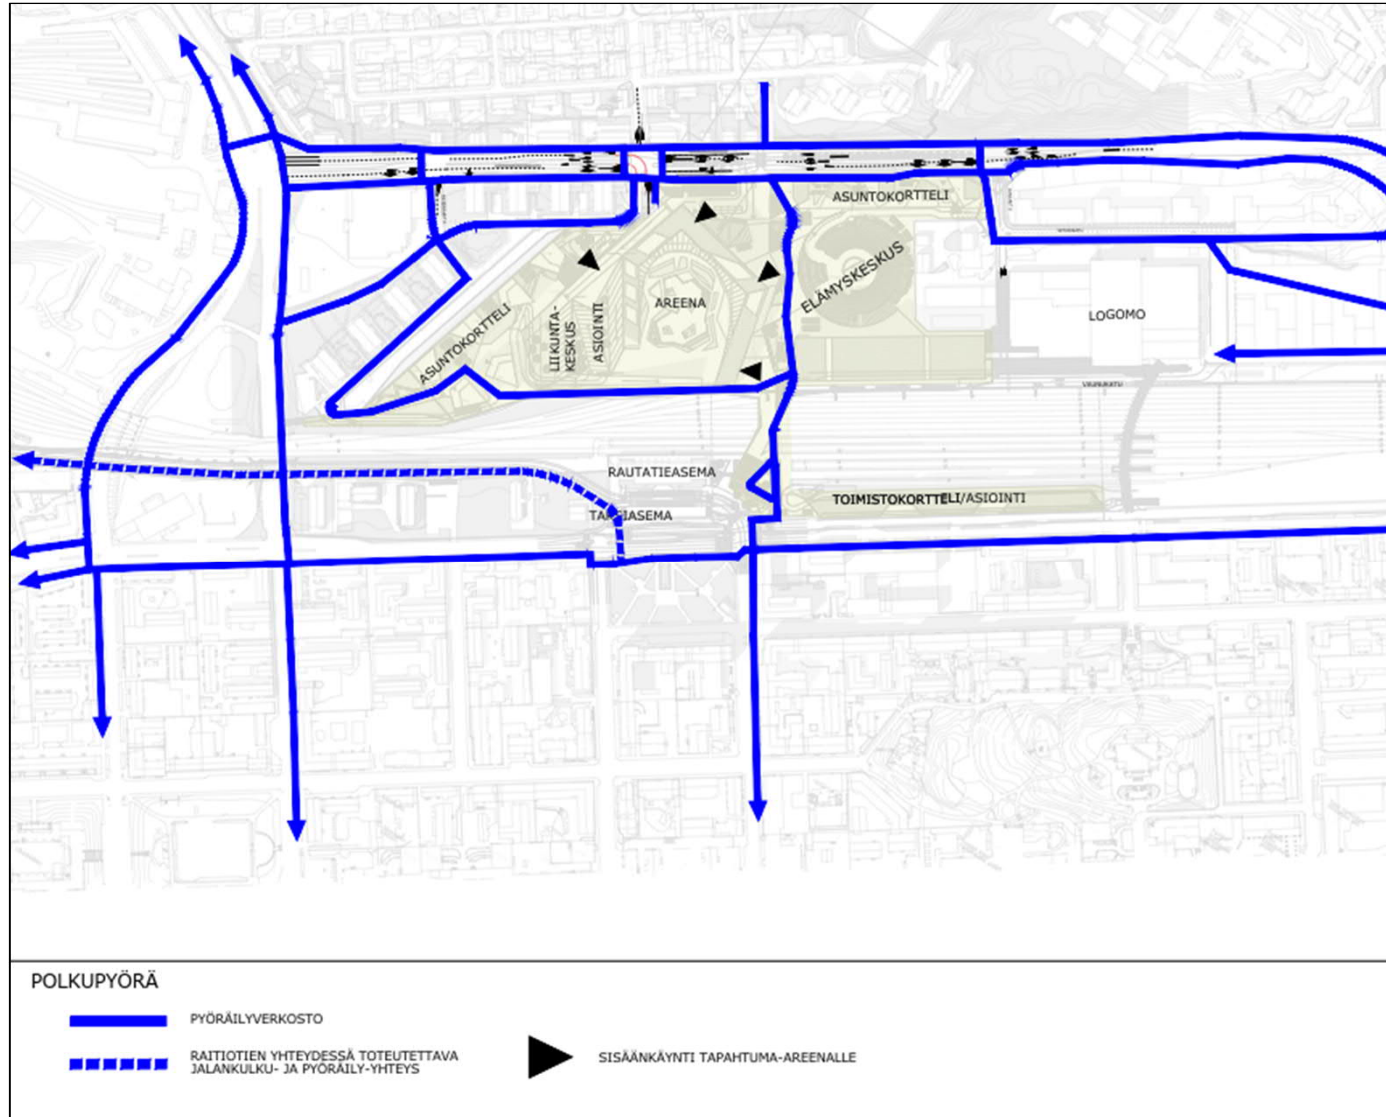 ASUNTOKORTTELI
ELÄMYSKESKUS
AREENA
LOGOMO
ASUNTOKORTTELI
LIIKUNTA-
KESKUS
ASIOINTI
RAUTATIEASEMA
TOIMISTOKORTTELI/ASIOINTI
POLKUPYÖRÄ
PYÖRÄILYVERKOSTO
RAITIOTIEN YHTEYDESSÄ TOTEUTETTAVA
JALANKULKU- JA PYÖRÄILY-YHTEYS
SISÄÄNKÄYNTI TAPAHTUMA-AREENALLE